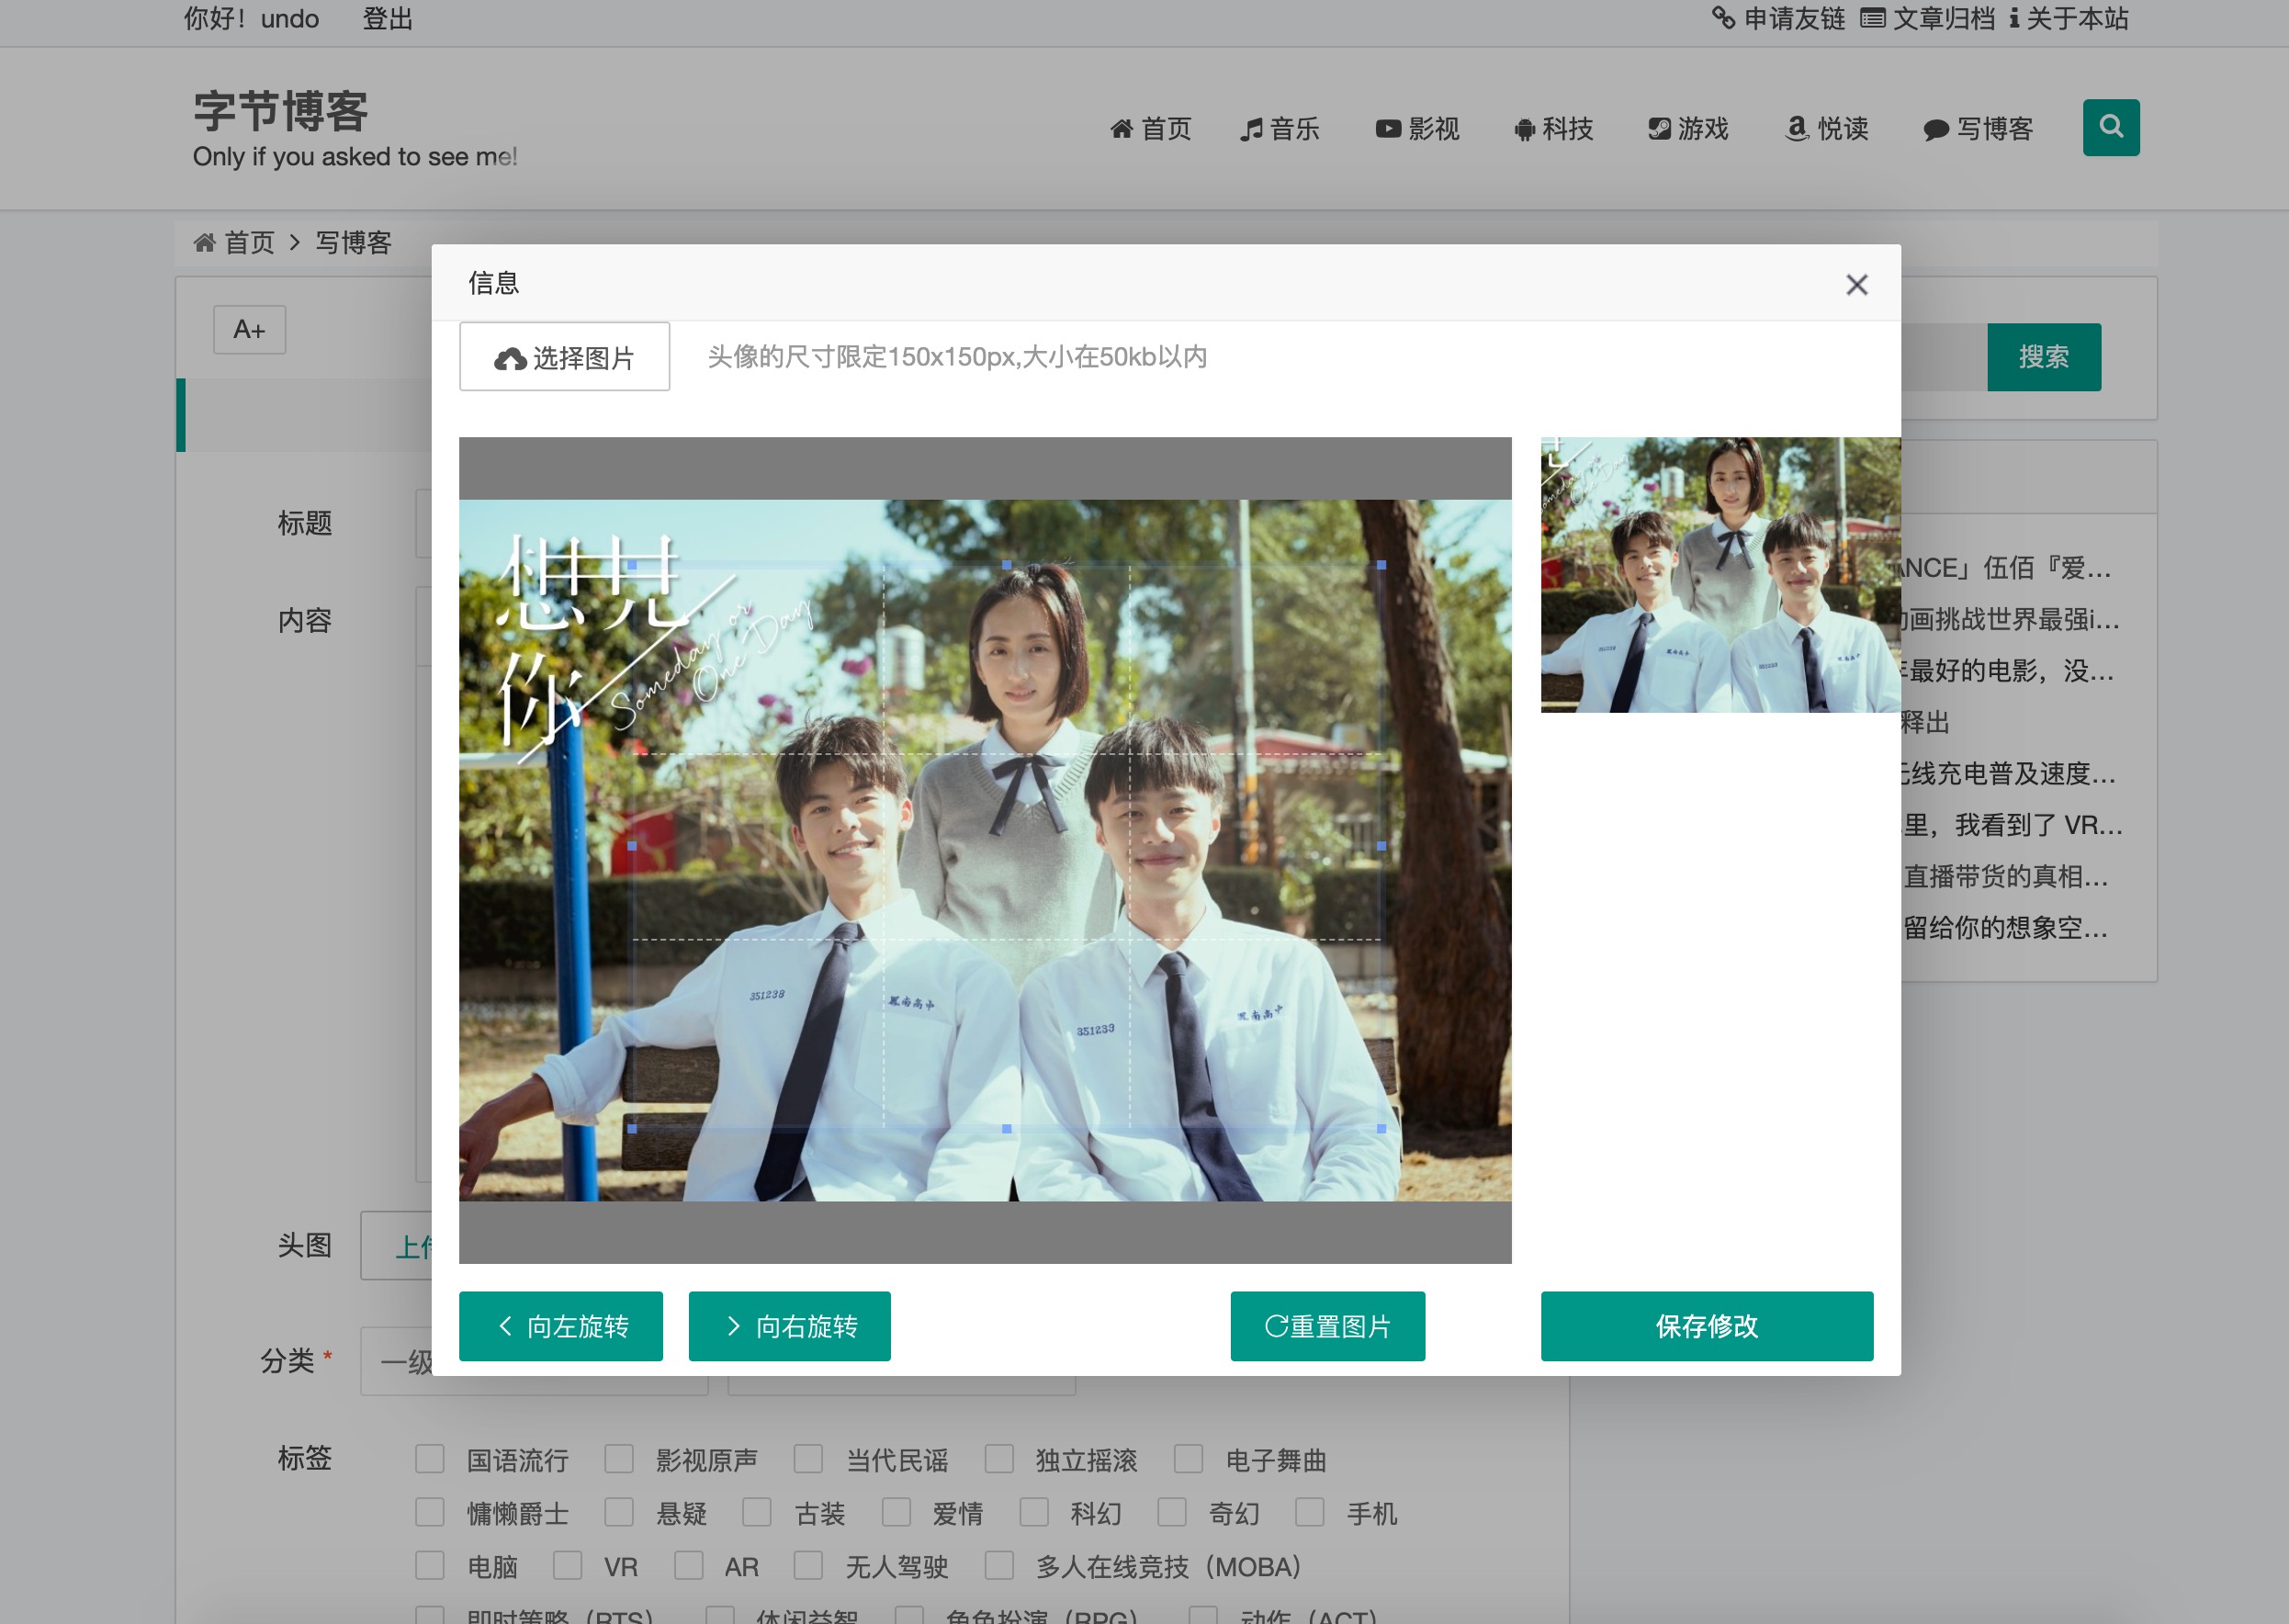 你好！undo 登出 申请友链 文章归档 关于本站
字节博客
Only if you asked to see me!
首页 音乐 影视 科技 游戏 悦读 写博客
首页 > 写博客
信息
A+
选择图片 头像的尺寸限定150x150px,大小在50kb以内
搜索
标题
内容
想见
你
Someday or
One Day
351238
鳳南高中
351239
鳳南高中
ANCE」伍佰『爱...
画挑战世界最强i...
最好的电影，没...
释出
线充电普及速度...
里，我看到了 VR...
直播带货的真相...
留给你的想象空...
头图 上传
向左旋转 向右旋转 重置图片 保存修改
分类 * 一级
标签
国语流行 影视原声 当代民谣 独立摇滚 电子舞曲
慵懒爵士 悬疑 古装 爱情 科幻 奇幻 手机
电脑 VR AR 无人驾驶 多人在线竞技（MOBA）
即时策略（RTS） 休闲益智 角色扮演（RPG） 动作（ACT）